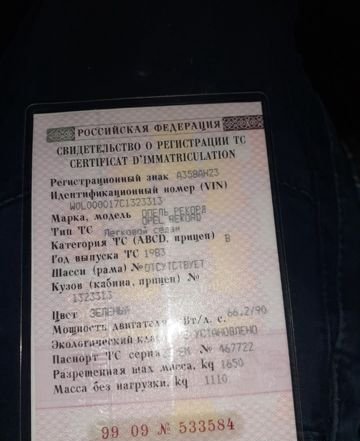 РОССИЙСКАЯ ФЕДЕРАЦИЯ
СВИДЕТЕЛЬСТВО О РЕГИСТРАЦИИ ТС
CERTIFICAT D'IMMATRICULATION
Регистрационный знак А358АН23
Идентификационный номер (VIN)
WOL000017C1323313
Марка, модель ОПЕЛЬ РЕКОРД
OPEL REKORD
Тип ТС Легковой седан
Категория ТС (ABCD, прицеп) B
Год выпуска ТС 1983
Шасси (рама) № ОТСУТСТВУЕТ
Кузов (кабина, прицеп) №
1323313
Цвет ЗЕЛЕНЫЙ
Мощность двигателя, кВт/л. с. 66.2/90
Экологический класс УСТАНОВЛЕНО
Паспорт ТС серия № 467722
Разрешенная max масса, kg 1650
Масса без нагрузки, kg 1110
99 09 № 533584